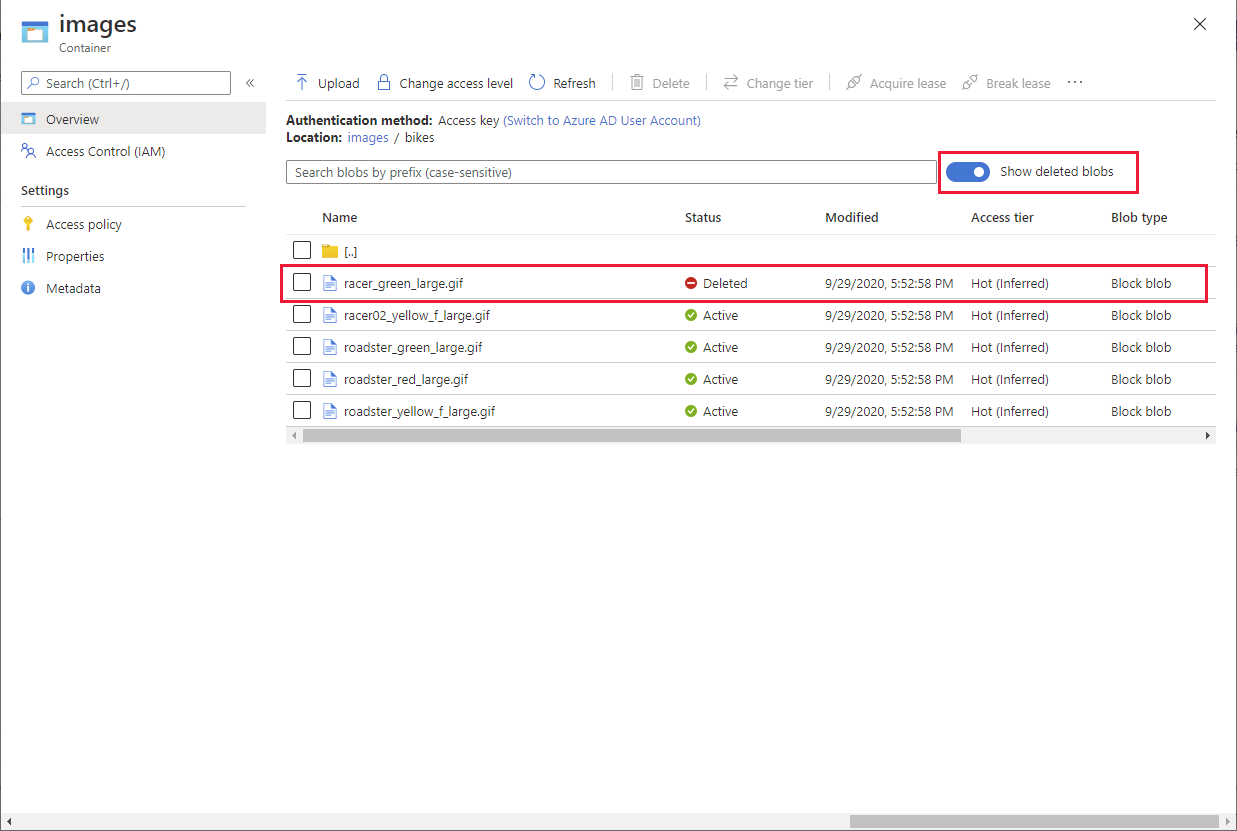 images
Container
Search (Ctrl+/)
«
Upload
Change access level
Refresh
Delete
Change tier
Acquire lease
Break lease
...
Overview
Access Control (IAM)
Settings
Access policy
Properties
Metadata
Authentication method: Access key (Switch to Azure AD User Account)
Location: images / bikes
Search blobs by prefix (case-sensitive)
Show deleted blobs
Name Status Modified Access tier Blob type
[..]
racer_green_large.gif Deleted 9/29/2020, 5:52:58 PM Hot (Inferred) Block blob
racer02_yellow_f_large.gif Active 9/29/2020, 5:52:58 PM Hot (Inferred) Block blob
roadster_green_large.gif Active 9/29/2020, 5:52:58 PM Hot (Inferred) Block blob
roadster_red_large.gif Active 9/29/2020, 5:52:58 PM Hot (Inferred) Block blob
roadster_yellow_f_large.gif Active 9/29/2020, 5:52:58 PM Hot (Inferred) Block blob